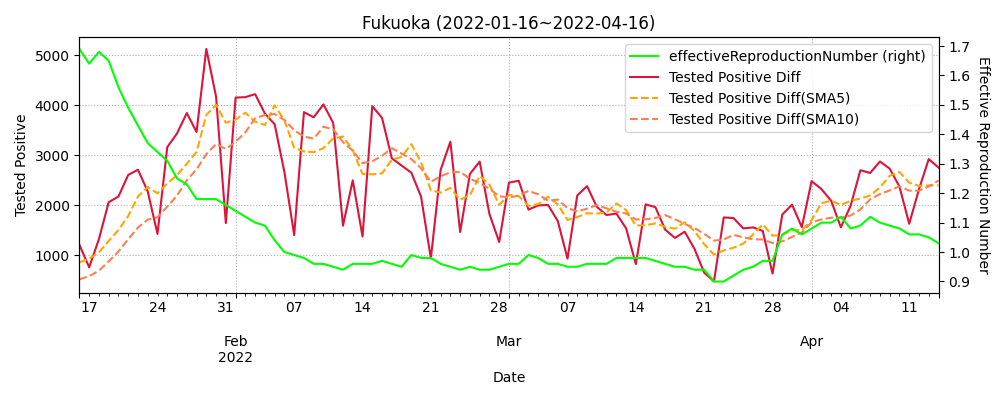 Fukuoka (2022-01-16~2022-04-16)
effectiveReproductionNumber (right)
Tested Positive Diff
Tested Positive Diff(SMA5)
Tested Positive Diff(SMA10)
Tested Positive
5000
4000
3000
2000
1000
1.7
1.6
1.5
1.4
1.3
1.2
1.1
1.0
0.9
Effective Reproduction Number
17 24 31 07 14 21 28 07 14 21 28 04 11
Feb Mar Apr
2022
Date